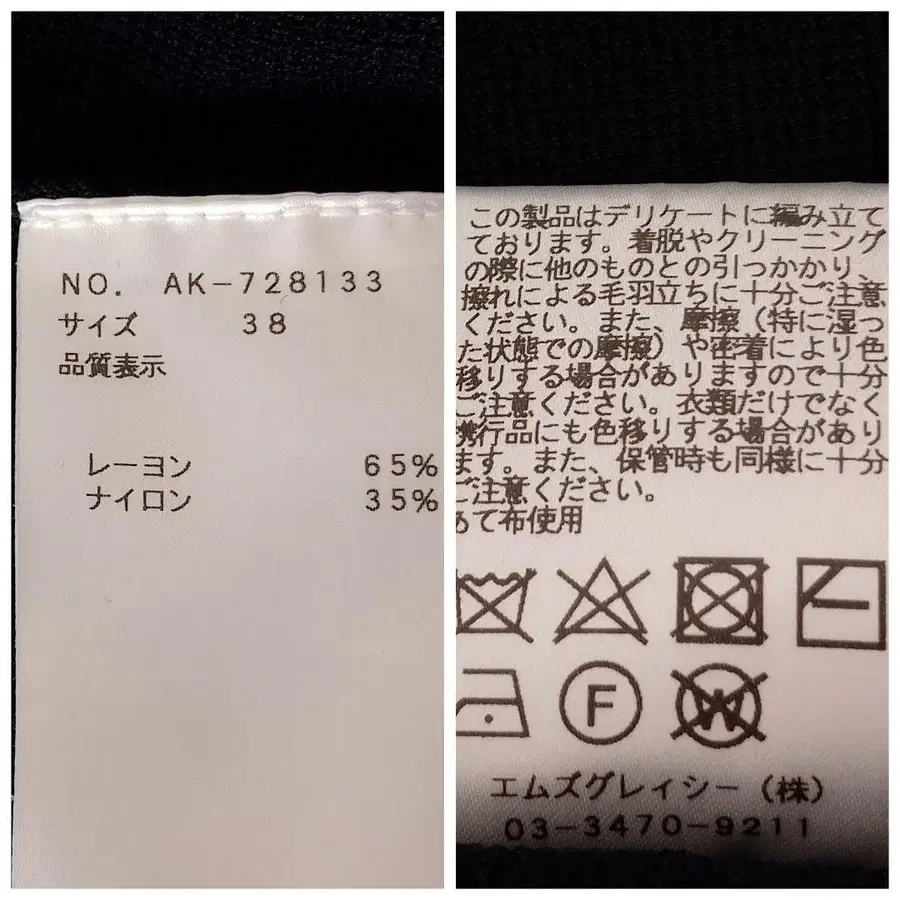 NO. AK-728133
サイズ 38
品質表示
レーヨン 65%
ナイロン 35%
この製品はデリケートに編み立て
ております。着脱やクリーニング
の際に他のものとの引っかかり、
擦れによる毛羽立ちに十分ご注意
ください。また、摩擦（特に湿っ
た状態での摩擦）や密着により色
移りする場合がありますので十分
ご注意ください。衣類だけでなく
携行品にも色移りする場合があり
ます。また、保管時も同様に十分
ご注意ください。
あて布使用
F
W
エムズグレイシー（株）
03-3470-9211